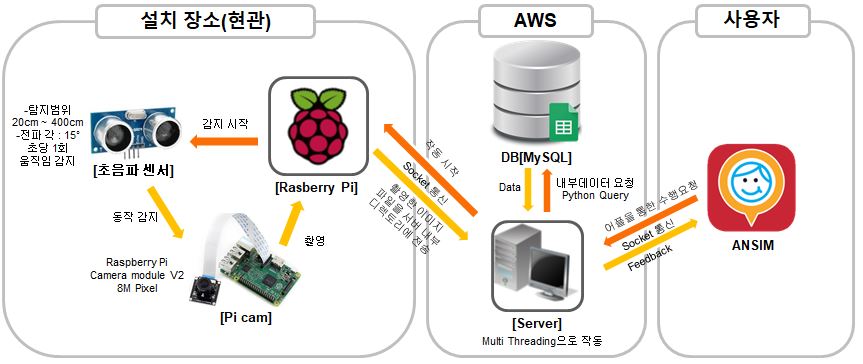 설치 장소(현관)
AWS
사용자
-탐지범위
20cm ~ 400cm
-전파 각 : 15°
초당 1회
움직임 감지
[초음파 센서]
감지 시작
[Rasberry Pi]
동작 감지
Raspberry Pi
Camera module V2
8M Pixel
[Pi cam]
촬영
작동 시작
Socket 통신
촬영한 이미지
파일을 서버 내부
디렉토리에 전송
DB[MySQL]
Data
내부데이터 요청
Python Query
[Server]
Multi Threading으로 작동
어플을 통한 수행요청
Socket 통신
Feedback
ANSIM